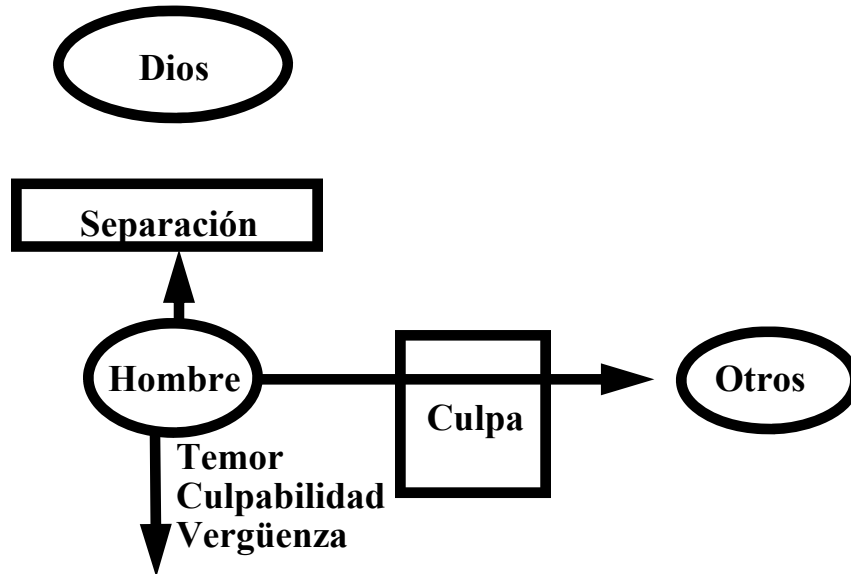 Dios
Separación
Hombre
Culpa
Otros
Temor
Culpabilidad
Vergüenza